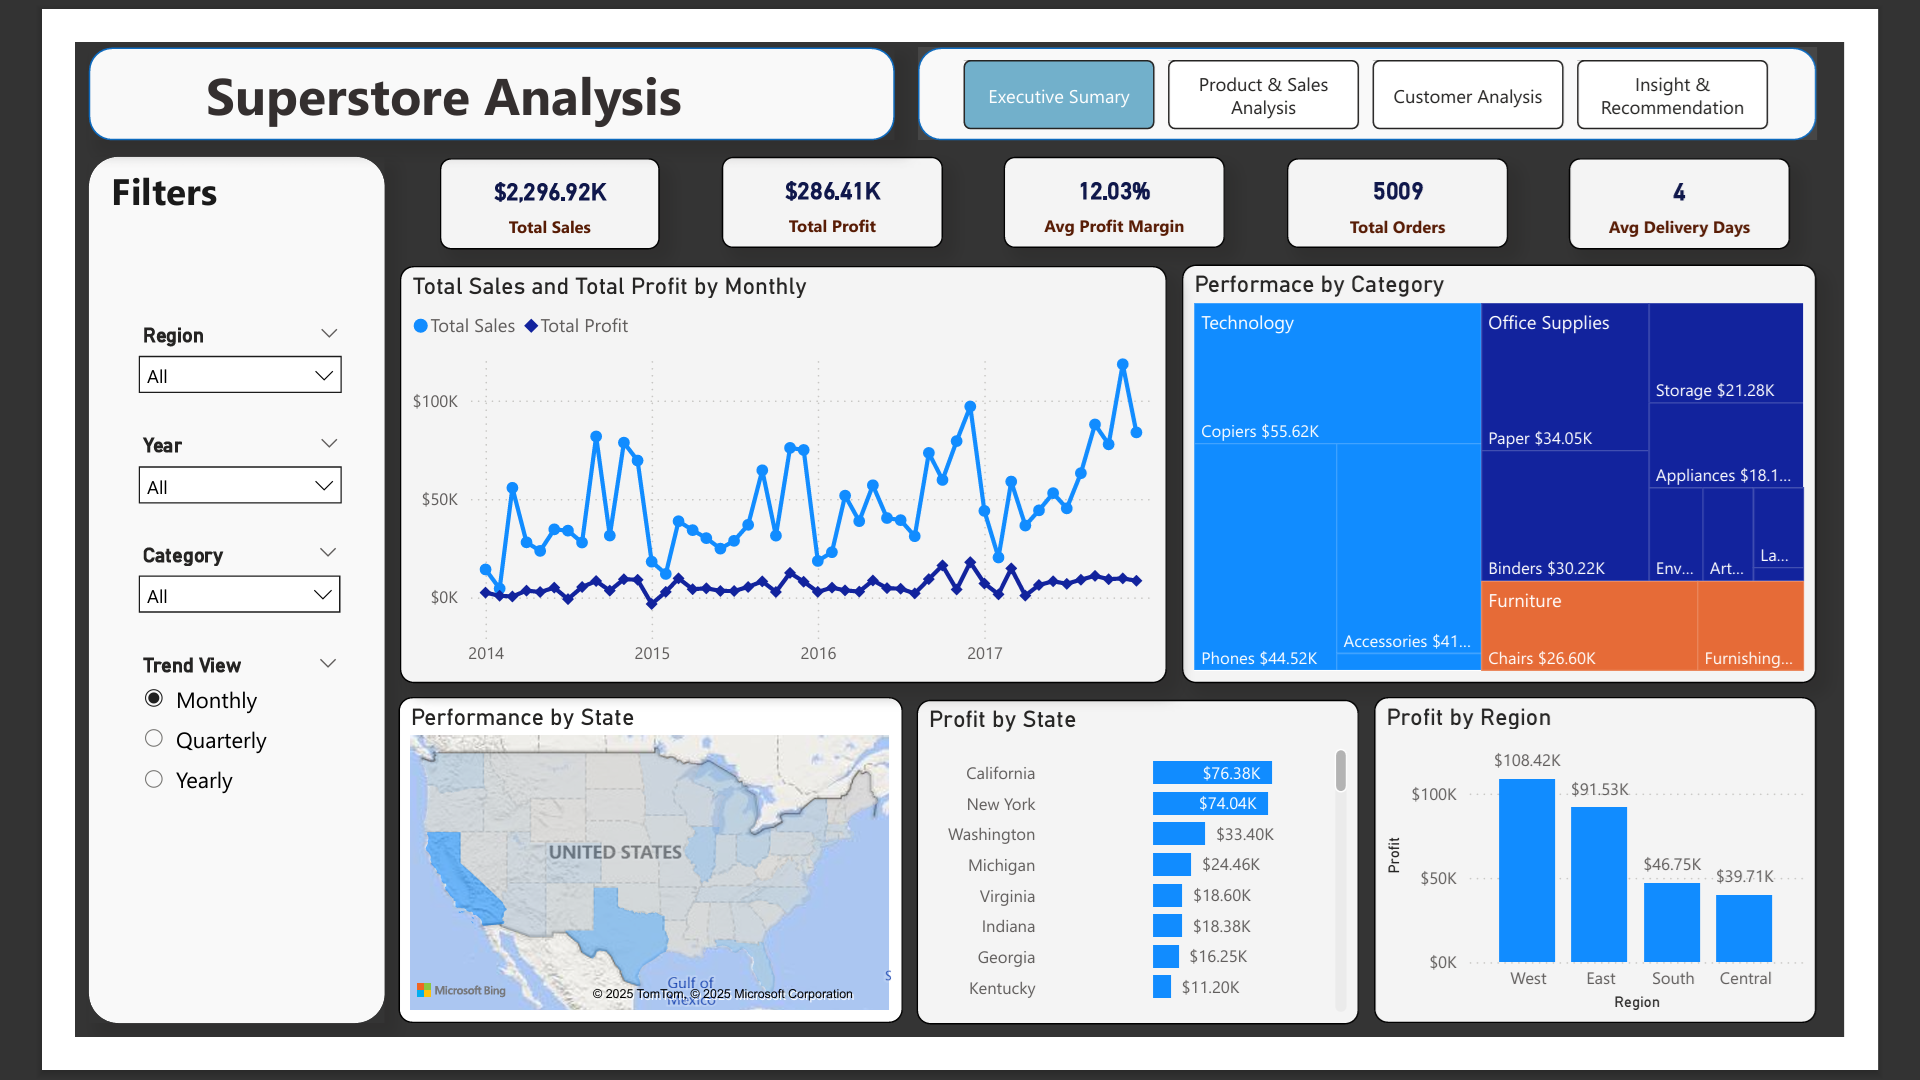 Superstore Analysis
Executive Sumary
Product & Sales
Analysis
Customer Analysis
Insight &
Recommendation
Filters
Region
All
Year
All
Category
All
Trend View
Monthly
Quarterly
Yearly
$2,296.92K
Total Sales
$286.41K
Total Profit
12.03%
Avg Profit Margin
5009
Total Orders
4
Avg Delivery Days
Total Sales and Total Profit by Monthly
Total Sales
Total Profit
$100K
$50K
$0K
2014
2015
2016
2017
Performace by Category
Technology
Copiers $55.62K
Phones $44.52K
Accessories $41...
Office Supplies
Paper $34.05K
Binders $30.22K
Storage $21.28K
Appliances $18.1...
Env...
Art...
La...
Furniture
Chairs $26.60K
Furnishing...
Performance by State
UNITED STATES
Gulf of
Mexico
S
Microsoft Bing
© 2025 TomTom, © 2025 Microsoft Corporation
Profit by State
California $76.38K
New York $74.04K
Washington $33.40K
Michigan $24.46K
Virginia $18.60K
Indiana $18.38K
Georgia $16.25K
Kentucky $11.20K
Profit by Region
Profit
$100K
$50K
$0K
$108.42K
$91.53K
$46.75K
$39.71K
West
East
South
Central
Region